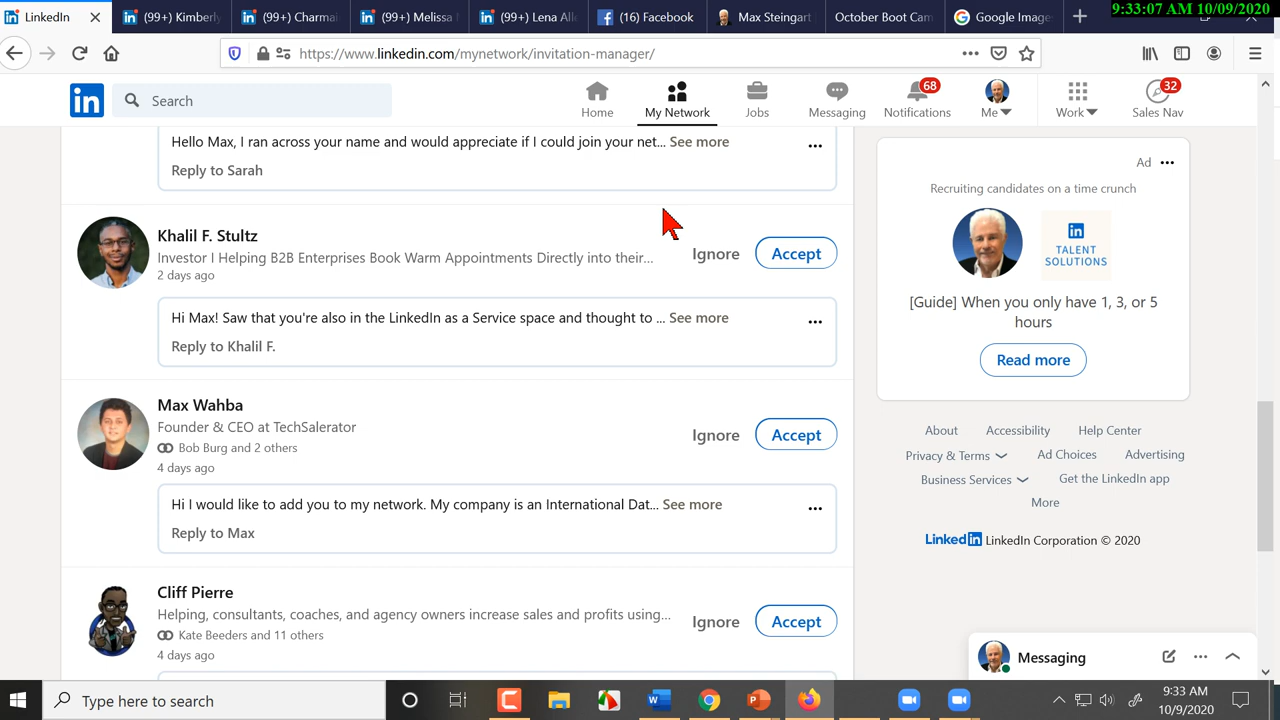 9:33:07 AM 10/09/2020
LinkedIn
(99+) Kimberly
(99+) Charmai
(99+) Melissa
(99+) Lena All
(16) Facebook
Max Steingart
October Boot Cam
Google Image
https://www.linkedin.com/mynetwork/invitation-manager/
in
Search
Home
My Network
Jobs
Messaging
68
Notifications
Me
Work
32
Sales Nav
Hello Max, I ran across your name and would appreciate if I could join your net... See more
Reply to Sarah
Khalil F. Stultz
Investor I Helping B2B Enterprises Book Warm Appointments Directly into their...
2 days ago
Ignore
Accept
Hi Max! Saw that you're also in the LinkedIn as a Service space and thought to ... See more
Reply to Khalil F.
Max Wahba
Founder & CEO at TechSalerator
Bob Burg and 2 others
4 days ago
Ignore
Accept
Hi I would like to add you to my network. My company is an International Dat... See more
Reply to Max
Cliff Pierre
Helping, consultants, coaches, and agency owners increase sales and profits using...
Kate Beeders and 11 others
4 days ago
Ignore
Accept
Ad
Recruiting candidates on a time crunch
in
TALENT
SOLUTIONS
[Guide] When you only have 1, 3, or 5
hours
Read more
About
Accessibility
Help Center
Privacy & Terms
Ad Choices
Advertising
Business Services
Get the LinkedIn app
More
LinkedIn LinkedIn Corporation © 2020
Messaging
Type here to search
9:33 AM
10/9/2020